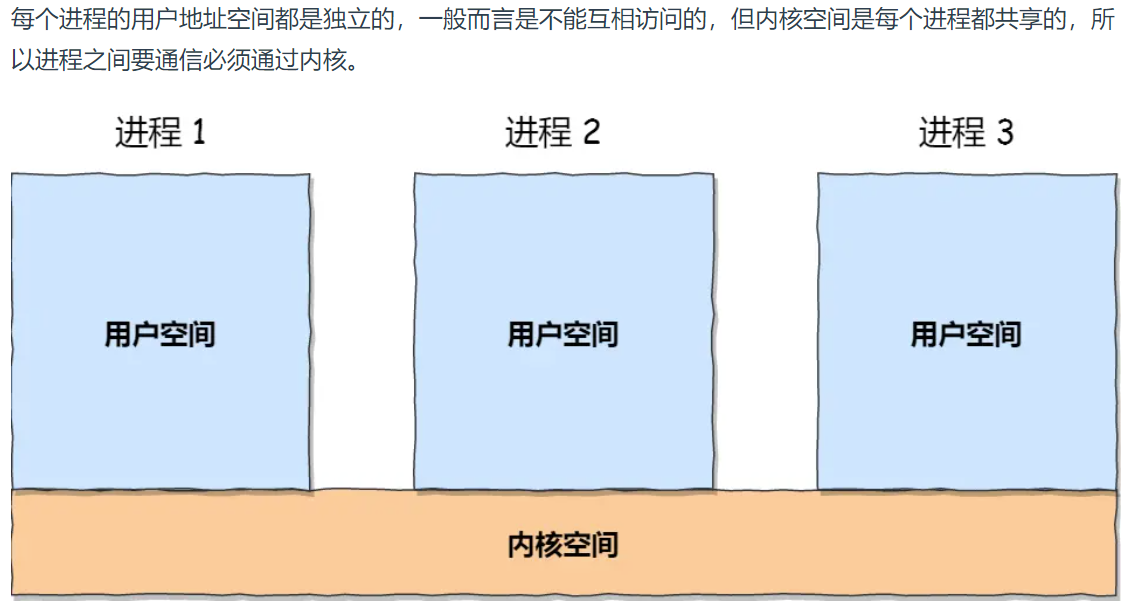 每个进程的用户地址空间都是独立的，一般而言是不能互相访问的，但内核空间是每个进程都共享的，所
以进程之间要通信必须通过内核。
进程 1
进程 2
进程 3
用户空间
用户空间
用户空间
内核空间